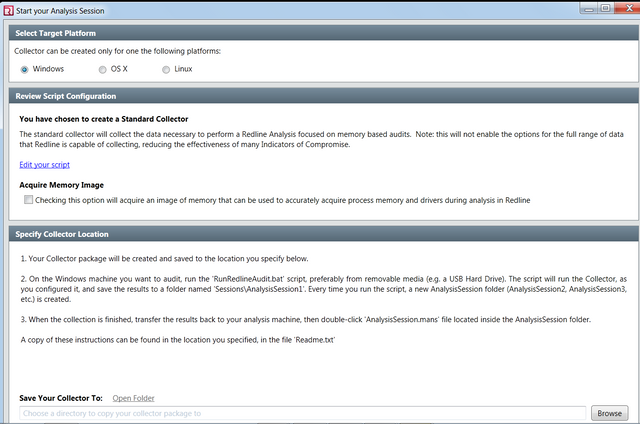 Start your Analysis Session
Select Target Platform
Collector can be created only for one the following platforms:
Windows OS X Linux
Review Script Configuration
You have chosen to create a Standard Collector
The standard collector will collect the data necessary to perform a Redline Analysis focused on memory based audits. Note: this will not enable the options for the full range of data
that Redline is capable of collecting, reducing the effectiveness of many Indicators of Compromise.
Edit your script
Acquire Memory Image
Checking this option will acquire an image of memory that can be used to accurately acquire process memory and drivers during analysis in Redline
Specify Collector Location
1. Your Collector package will be created and saved to the location you specify below.
2. On the Windows machine you want to audit, run the 'RunRedlineAudit.bat' script, preferably from removable media (e.g. a USB Hard Drive). The script will run the Collector, as
you configured it, and save the results to a folder named 'Sessions\AnalysisSession1'. Every time you run the script, a new AnalysisSession folder (AnalysisSession2, AnalysisSession3,
etc.) is created.
3. When the collection is finished, transfer the results back to your analysis machine, then double-click 'AnalysisSession.mans' file located inside the AnalysisSession folder.
A copy of these instructions can be found in the location you specified, in the file 'Readme.txt'
Save Your Collector To: Open Folder
Choose a directory to copy your collector package to Browse